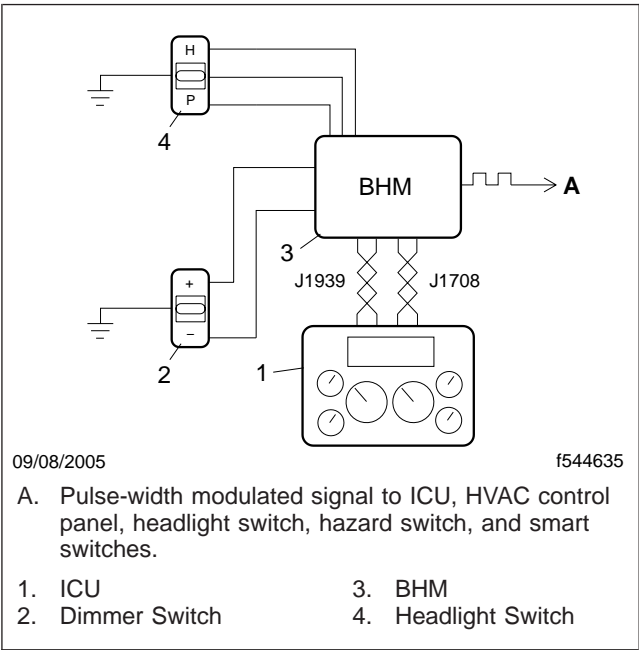 H
P
4
BHM
A
3
J1939
J1708
+
–
2
1
09/08/2005
f544635
A. Pulse-width modulated signal to ICU, HVAC control
panel, headlight switch, hazard switch, and smart
switches.
1. ICU
2. Dimmer Switch
3. BHM
4. Headlight Switch